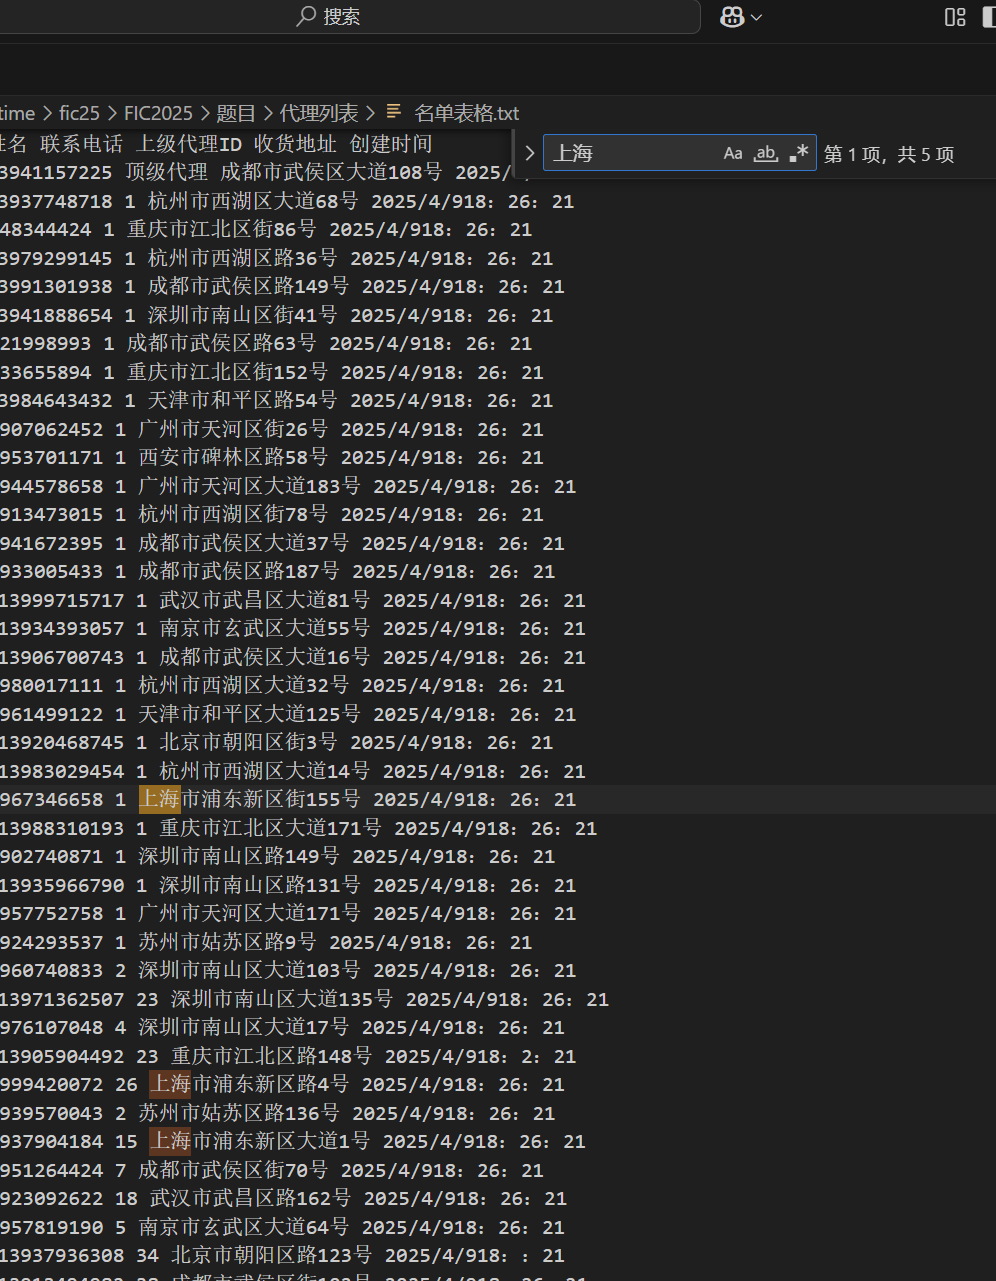 搜索
time > fic25 > FIC2025 > 题目 > 代理列表 > 名单表格.txt
上海 Aa ab .* 第 1 项，共 5 项
姓名 联系电话 上级代理ID 收货地址 创建时间
3941157225 顶级代理 成都市武侯区大道108号 2025/
3937748718 1 杭州市西湖区大道68号 2025/4/918：26：21
48344424 1 重庆市江北区街86号 2025/4/918：26：21
3979299145 1 杭州市西湖区路36号 2025/4/918：26：21
3991301938 1 成都市武侯区路149号 2025/4/918：26：21
3941888654 1 深圳市南山区街41号 2025/4/918：26：21
21998993 1 成都市武侯区路63号 2025/4/918：26：21
33655894 1 重庆市江北区街152号 2025/4/918：26：21
3984643432 1 天津市和平区路54号 2025/4/918：26：21
907062452 1 广州市天河区街26号 2025/4/918：26：21
953701171 1 西安市碑林区路58号 2025/4/918：26：21
944578658 1 广州市天河区大道183号 2025/4/918：26：21
913473015 1 杭州市西湖区街78号 2025/4/918：26：21
941672395 1 成都市武侯区大道37号 2025/4/918：26：21
933005433 1 成都市武侯区路187号 2025/4/918：26：21
13999715717 1 武汉市武昌区大道81号 2025/4/918：26：21
13934393057 1 南京市玄武区大道55号 2025/4/918：26：21
13906700743 1 成都市武侯区大道16号 2025/4/918：26：21
980017111 1 杭州市西湖区大道32号 2025/4/918：26：21
961499122 1 天津市和平区大道125号 2025/4/918：26：21
13920468745 1 北京市朝阳区街3号 2025/4/918：26：21
13983029454 1 杭州市西湖区大道14号 2025/4/918：26：21
967346658 1 上海市浦东新区街155号 2025/4/918：26：21
13988310193 1 重庆市江北区大道171号 2025/4/918：26：21
902740871 1 深圳市南山区路149号 2025/4/918：26：21
13935966790 1 深圳市南山区路131号 2025/4/918：26：21
957752758 1 广州市天河区大道171号 2025/4/918：26：21
924293537 1 苏州市姑苏区路9号 2025/4/918：26：21
960740833 2 深圳市南山区大道103号 2025/4/918：26：21
13971362507 23 深圳市南山区大道135号 2025/4/918：26：21
976107048 4 深圳市南山区大道17号 2025/4/918：26：21
13905904492 23 重庆市江北区路148号 2025/4/918：2：21
999420072 26 上海市浦东新区路4号 2025/4/918：26：21
939570043 2 苏州市姑苏区路136号 2025/4/918：26：21
937904184 15 上海市浦东新区大道1号 2025/4/918：26：21
951264424 7 成都市武侯区街70号 2025/4/918：26：21
923092622 18 武汉市武昌区路162号 2025/4/918：26：21
957819190 5 南京市玄武区大道64号 2025/4/918：26：21
13937936308 34 北京市朝阳区路123号 2025/4/918：：21